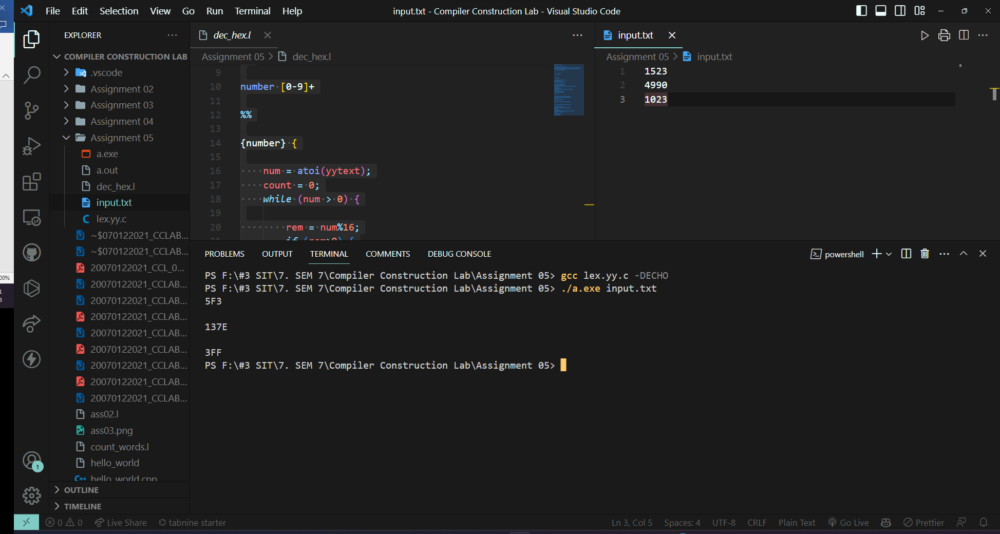 File Edit Selection View Go Run Terminal Help
input.txt - Compiler Construction Lab - Visual Studio Code
EXPLORER
COMPILER CONSTRUCTION LAB
.vscode
Assignment 02
Assignment 03
Assignment 04
Assignment 05
a.exe
a.out
dec_hex.l
input.txt
lex.yy.c
~$070122021_CCLAB...
~$070122021_CCLAB...
20070122021_CCL_0...
20070122021_CCLAB...
20070122021_CCLAB...
20070122021_CCLAB...
20070122021_CCLAB...
20070122021_CCLAB...
20070122021_CCLAB...
20070122021_CCLAB...
20070122021_CCLAB...
ass02.l
ass03.png
count_words.l
hello_world
hello_world.cpp
OUTLINE
TIMELINE
dec_hex.l
Assignment 05 > dec_hex.l
9
10 number [0-9]+
11
12 %%
13
14 {number} {
15
16 num = atoi(yytext);
17 count = 0;
18 while (num > 0) {
19
20 rem = num%16;
21 if (rem>9) {
input.txt
Assignment 05 > input.txt
1 1523
2 4990
3 1023
PROBLEMS OUTPUT TERMINAL COMMENTS DEBUG CONSOLE
powershell
PS F:\#3 SIT\7. SEM 7\Compiler Construction Lab\Assignment 05> gcc lex.yy.c -DECHO
PS F:\#3 SIT\7. SEM 7\Compiler Construction Lab\Assignment 05> ./a.exe input.txt
5F3
137E
3FF
PS F:\#3 SIT\7. SEM 7\Compiler Construction Lab\Assignment 05>
1
00%
0 0 Live Share tabnine starter
Ln 3, Col 5 Spaces: 4 UTF-8 CRLF Plain Text Go Live Prettier